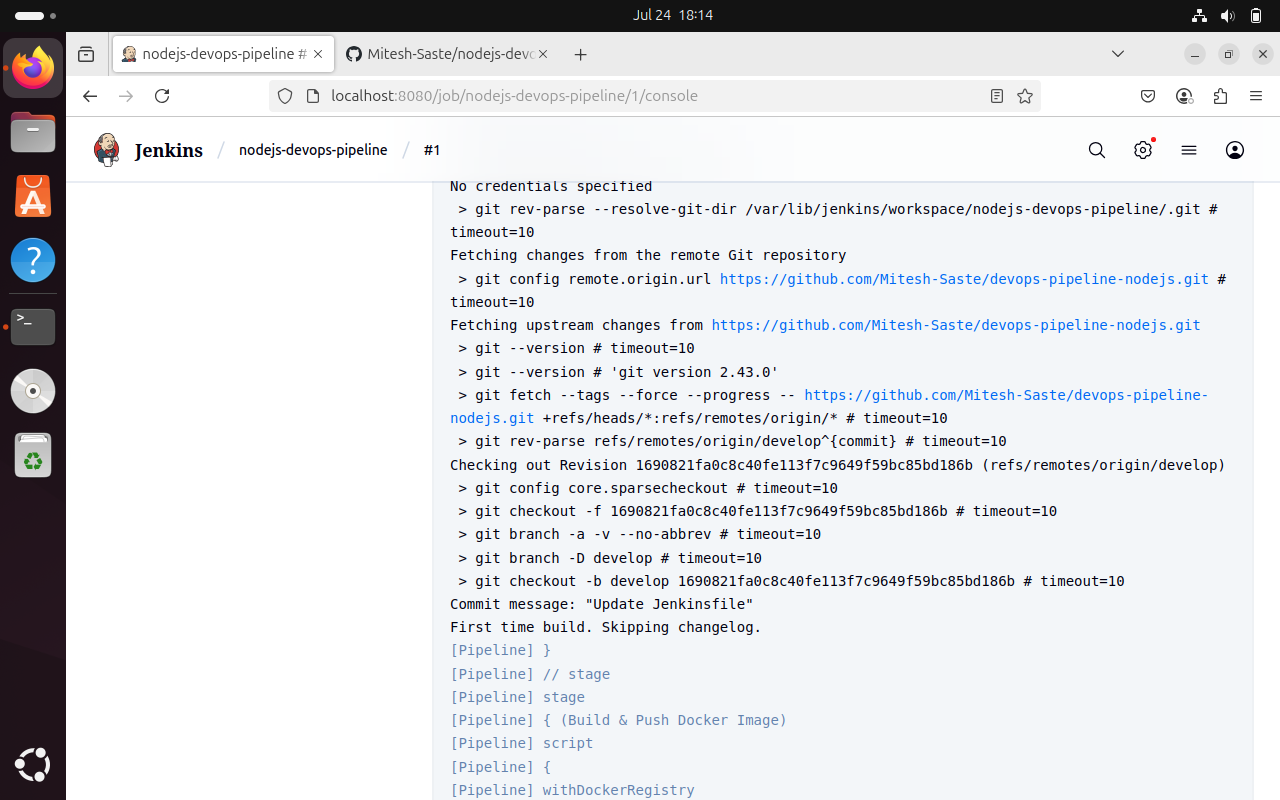 Jul 24 18:14
nodejs-devops-pipeline #
Mitesh-Saste/nodejs-devo
localhost:8080/job/nodejs-devops-pipeline/1/console
Jenkins / nodejs-devops-pipeline / #1
No credentials specified
> git rev-parse --resolve-git-dir /var/lib/jenkins/workspace/nodejs-devops-pipeline/.git #
timeout=10
Fetching changes from the remote Git repository
> git config remote.origin.url https://github.com/Mitesh-Saste/devops-pipeline-nodejs.git #
timeout=10
Fetching upstream changes from https://github.com/Mitesh-Saste/devops-pipeline-nodejs.git
> git --version # timeout=10
> git --version # 'git version 2.43.0'
> git fetch --tags --force --progress -- https://github.com/Mitesh-Saste/devops-pipeline-
nodejs.git +refs/heads/*:refs/remotes/origin/* # timeout=10
> git rev-parse refs/remotes/origin/develop^{commit} # timeout=10
Checking out Revision 1690821fa0c8c40fe113f7c9649f59bc85bd186b (refs/remotes/origin/develop)
> git config core.sparsecheckout # timeout=10
> git checkout -f 1690821fa0c8c40fe113f7c9649f59bc85bd186b # timeout=10
> git branch -a -v --no-abbrev # timeout=10
> git branch -D develop # timeout=10
> git checkout -b develop 1690821fa0c8c40fe113f7c9649f59bc85bd186b # timeout=10
Commit message: "Update Jenkinsfile"
First time build. Skipping changelog.
[Pipeline] }
[Pipeline] // stage
[Pipeline] stage
[Pipeline] { (Build & Push Docker Image)
[Pipeline] script
[Pipeline] {
[Pipeline] withDockerRegistry